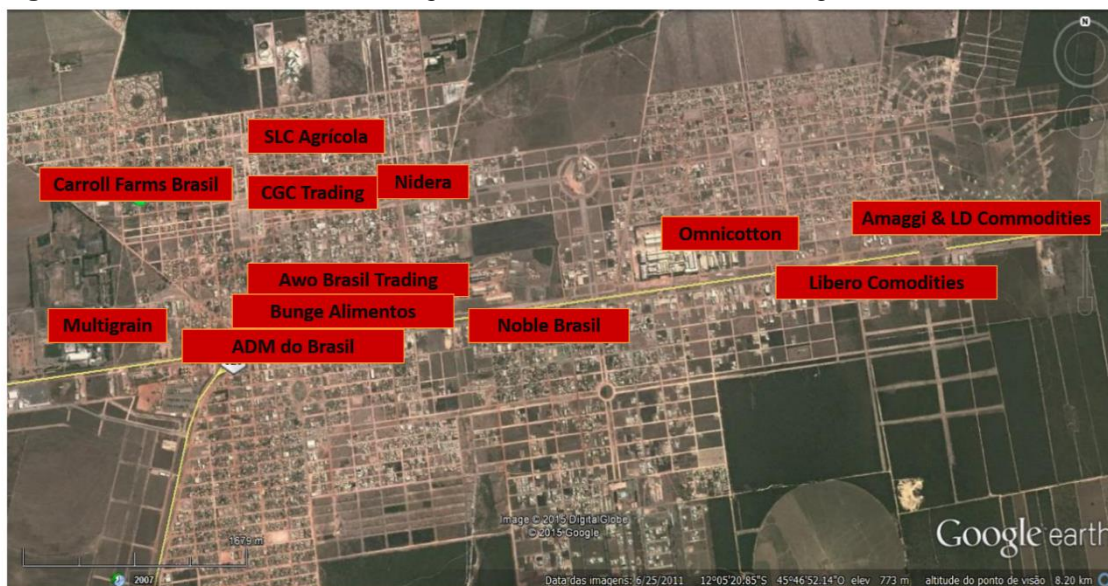 N
SLC Agrícola
Carroll Farms Brasil
CGC Trading
Nidera
Omnicotton
Amaggi & LD Commodities
Awo Brasil Trading
Libero Comodities
Bunge Alimentos
Multigrain
Noble Brasil
ADM do Brasil
Image © 2015 DigitalGlobe
© 2015 Google
Google earth
1679 m
2007
Data das imagens: 6/25/2011 12°05'20.85"S 45°46'52.14"O elev 773 m altitude do ponto de visão 8.20 km